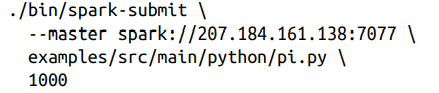 ./bin/spark-submit \
--master spark://207.184.161.138:7077 \
examples/src/main/python/pi.py \
1000